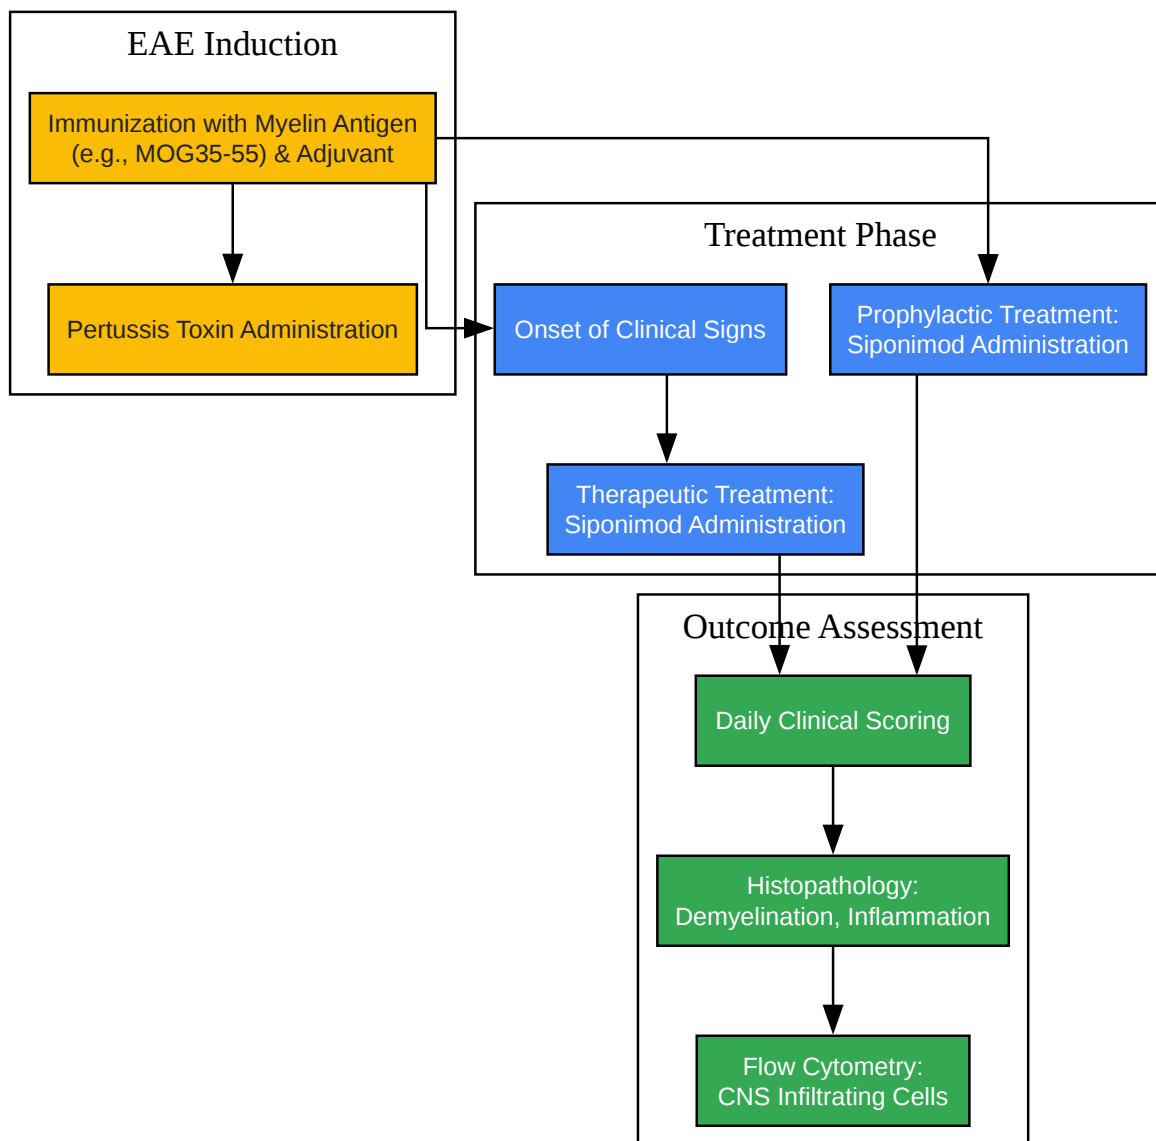 EAE Induction
Immunization with Myelin Antigen
(e.g., MOG35-55) & Adjuvant
Pertussis Toxin Administration
Treatment Phase
Onset of Clinical Signs
Prophylactic Treatment:
Siponimod Administration
Therapeutic Treatment:
Siponimod Administration
Outcome Assessment
Daily Clinical Scoring
Histopathology:
Demyelination, Inflammation
Flow Cytometry:
CNS Infiltrating Cells